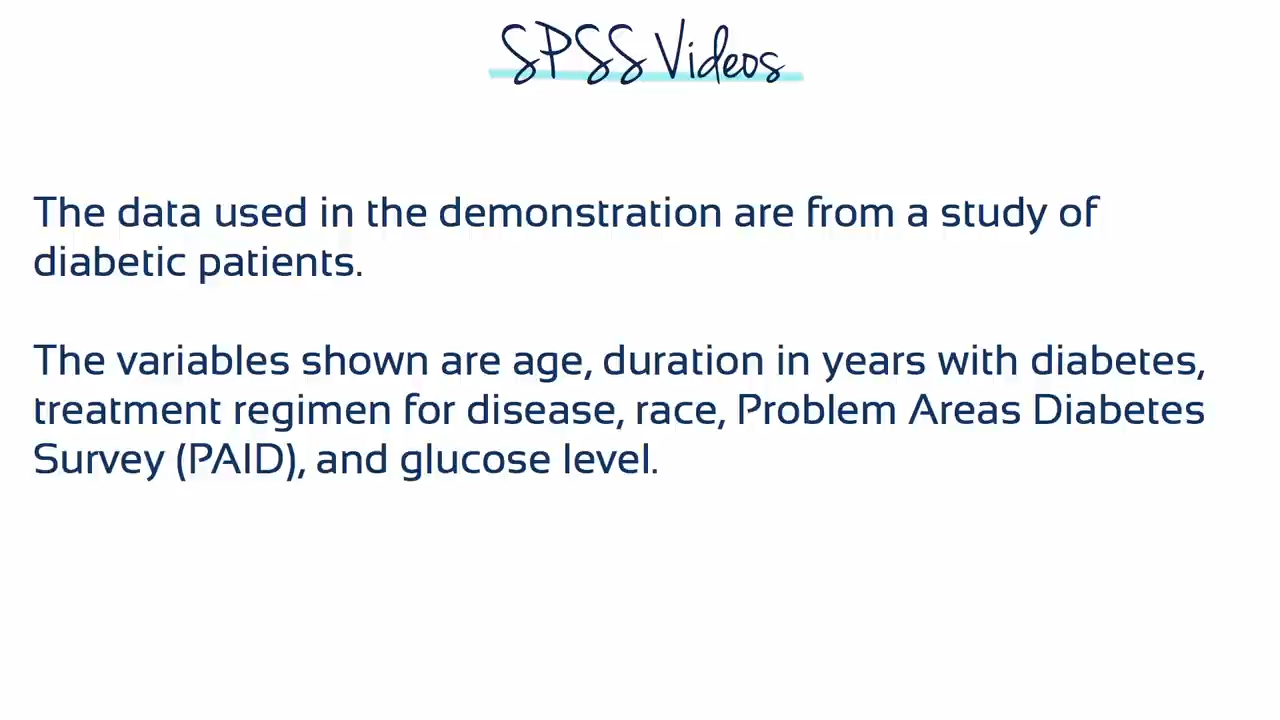 SPSS Videos
The data used in the demonstration are from a study of
diabetic patients.
The variables shown are age, duration in years with diabetes,
treatment regimen for disease, race, Problem Areas Diabetes
Survey (PAID), and glucose level.